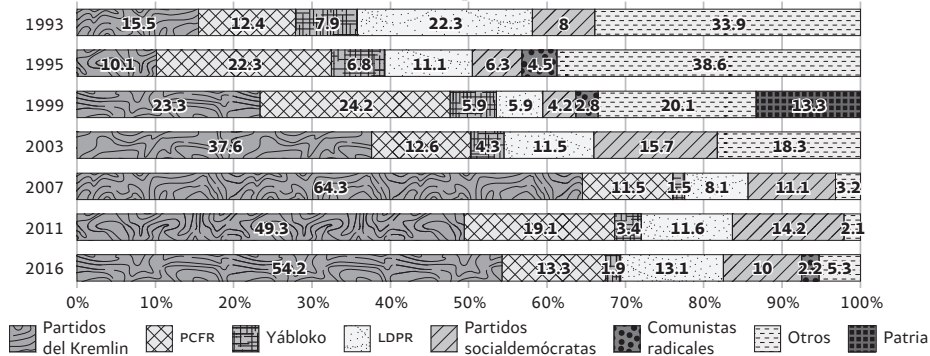 1993 15.5 12.4 7.9 22.3 8 33.9
1995 10.1 22.3 6.8 11.1 6.3 4.5 38.6
1999 23.3 24.2 5.9 5.9 4.2 2.8 20.1 13.3
2003 37.6 12.6 4.3 11.5 15.7 18.3
2007 64.3 11.5 1.5 8.1 11.1 3.2
2011 49.3 19.1 3.4 11.6 14.2 2.1
2016 54.2 13.3 1.9 13.1 10 2.2 5.3
0% 10% 20% 30% 40% 50% 60% 70% 80% 90% 100%
Partidos
del Kremlin
PCFR
Yábloko
LDPR
Partidos
socialdemócratas
Comunistas
radicales
Otros
Patria